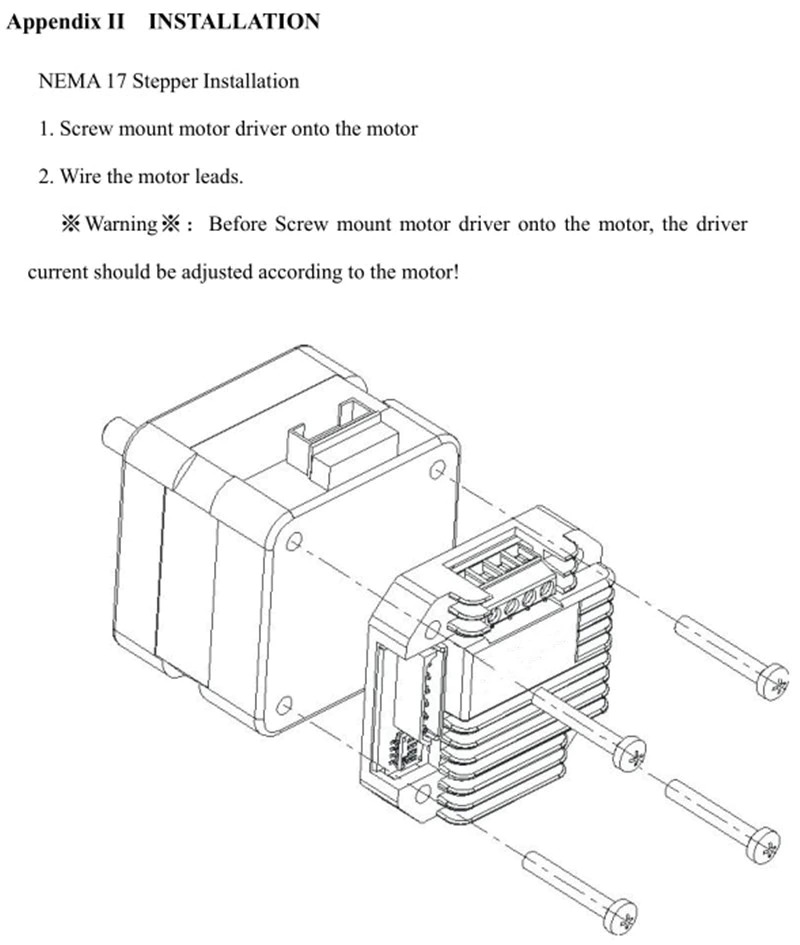 Appendix II INSTALLATION
NEMA 17 Stepper Installation
1. Screw mount motor driver onto the motor
2. Wire the motor leads.
※Warning※： Before Screw mount motor driver onto the motor, the driver
current should be adjusted according to the motor!